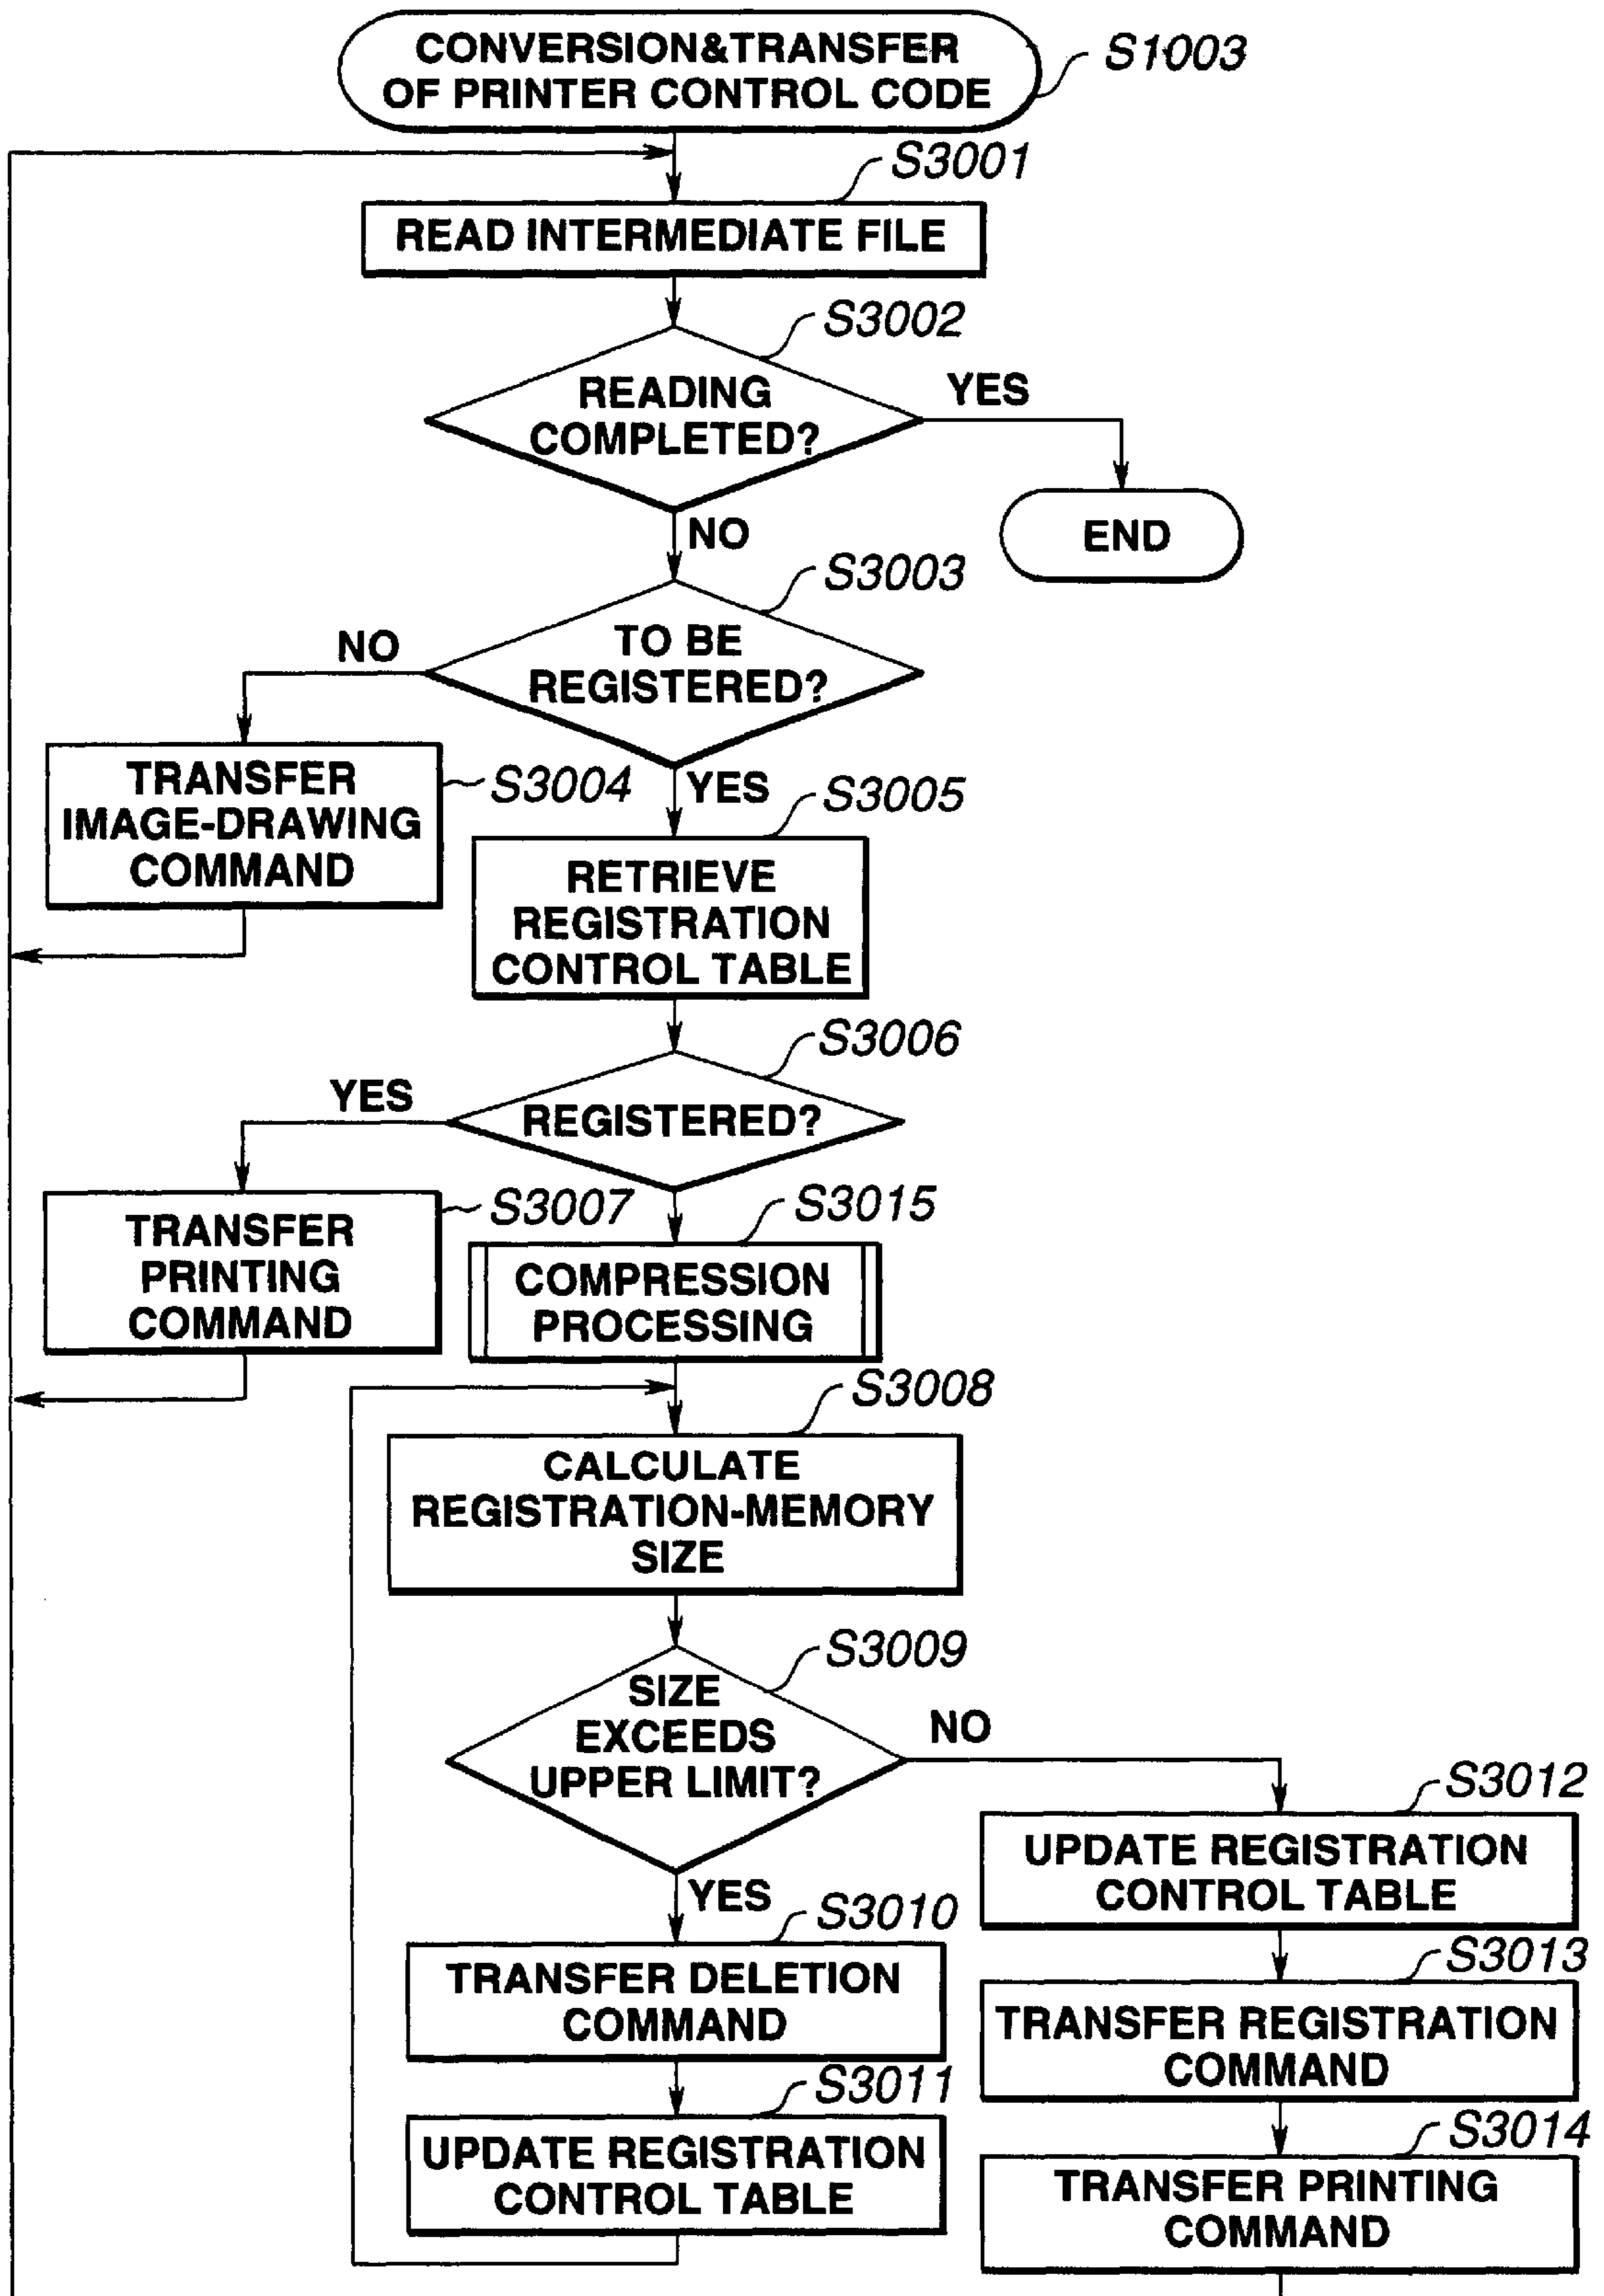 CONVERSION&TRANSFER
OF PRINTER CONTROL CODE
S1003
S3001
READ INTERMEDIATE FILE
S3002
READING
COMPLETED?
YES
END
NO
S3003
TO BE
REGISTERED?
NO
TRANSFER
IMAGE-DRAWING
COMMAND
S3004
YES
S3005
RETRIEVE
REGISTRATION
CONTROL TABLE
S3006
REGISTERED?
YES
TRANSFER
PRINTING
COMMAND
S3007
S3015
COMPRESSION
PROCESSING
S3008
CALCULATE
REGISTRATION-MEMORY
SIZE
S3009
SIZE
EXCEEDS
UPPER LIMIT?
NO
YES
S3010
TRANSFER DELETION
COMMAND
S3011
UPDATE REGISTRATION
CONTROL TABLE
S3012
UPDATE REGISTRATION
CONTROL TABLE
S3013
TRANSFER REGISTRATION
COMMAND
S3014
TRANSFER PRINTING
COMMAND